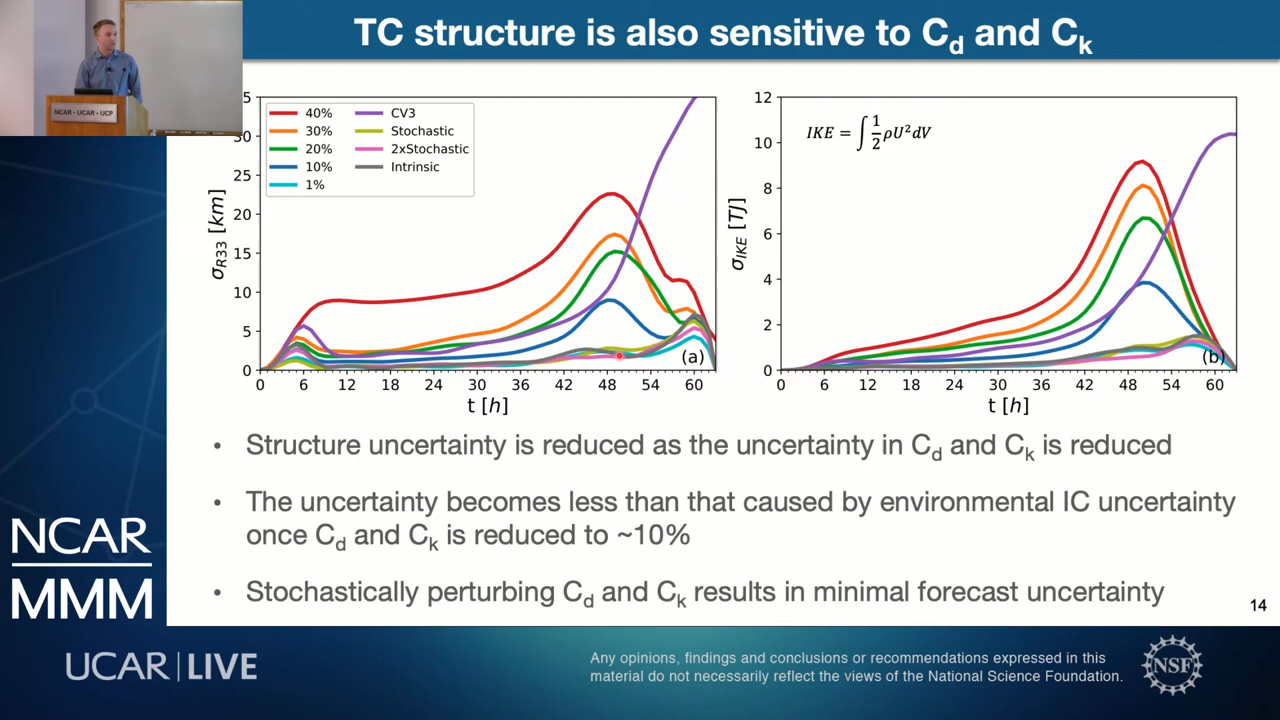 TC structure is also sensitive to Cd and Ck
NCAR • UCAR • UCP
40%
30%
20%
10%
1%
CV3
Stochastic
2xStochastic
Intrinsic
σR33 [km]
5
30
25
20
15
10
5
0
0 6 12 18 24 30 36 42 48 54 60
t [h]
(a)
IKE = ∫ 1/2 ρU²dV
σIKE [TJ]
12
10
8
6
4
2
0
0 6 12 18 24 30 36 42 48 54 60
t [h]
(b)
• Structure uncertainty is reduced as the uncertainty in Cd and Ck is reduced
• The uncertainty becomes less than that caused by environmental IC uncertainty
once Cd and Ck is reduced to ~10%
• Stochastically perturbing Cd and Ck results in minimal forecast uncertainty
14
NCAR
MMM
UCAR | LIVE
Any opinions, findings and conclusions or recommendations expressed in this
material do not necessarily reflect the views of the National Science Foundation.
NSF